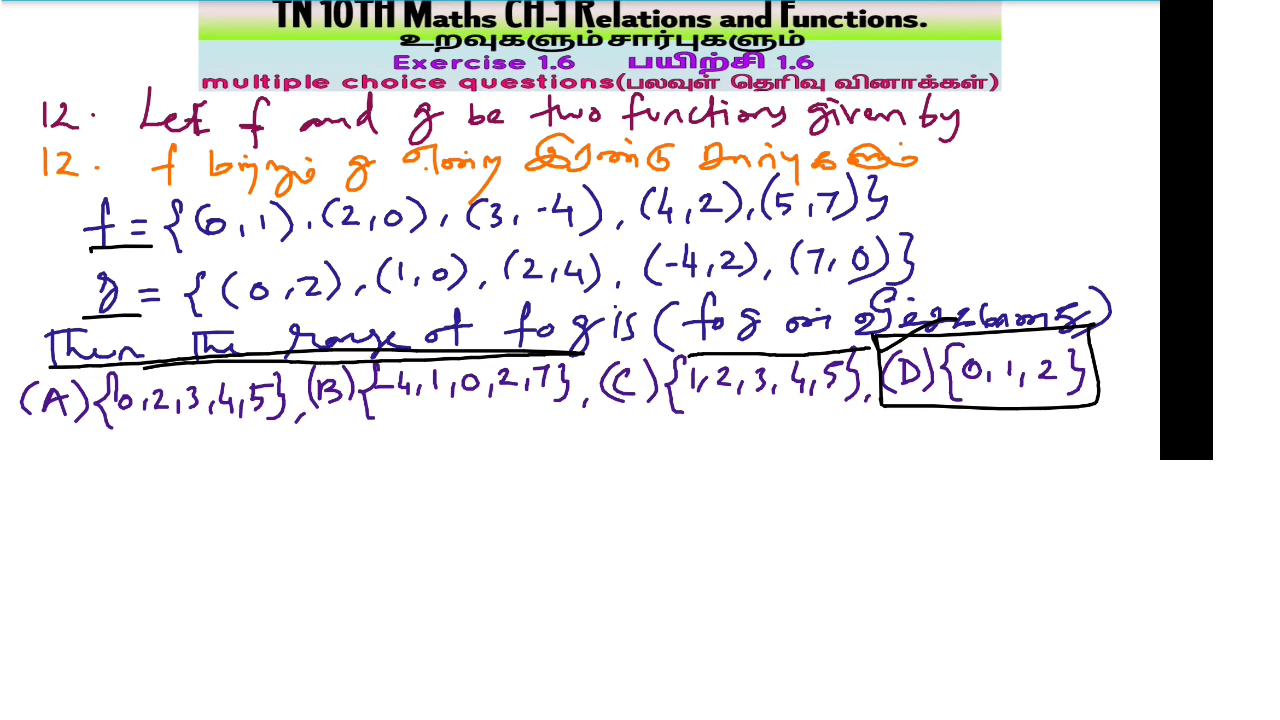 TN 10TH Maths CH-1 Relations and Functions.
உறவுகளும் சார்புகளும்
Exercise 1.6 பயிற்சி 1.6
multiple choice questions(பலவுள் தெரிவு வினாக்கள்)
12. Let f and g be two functions given by
12. f மற்றும் g என்ற இரண்டு சார்புகளும்
f = {(0,1), (2,0), (3,-4), (4,2), (5,7)}
g = {(0,2), (1,0), (2,4), (-4,2), (7,0)}
Then the range of fog is (fog ன் வீச்சகமானது)
(A){0,2,3,4,5}, (B){-4,1,0,2,7}, (C){1,2,3,4,5}, (D){0,1,2}